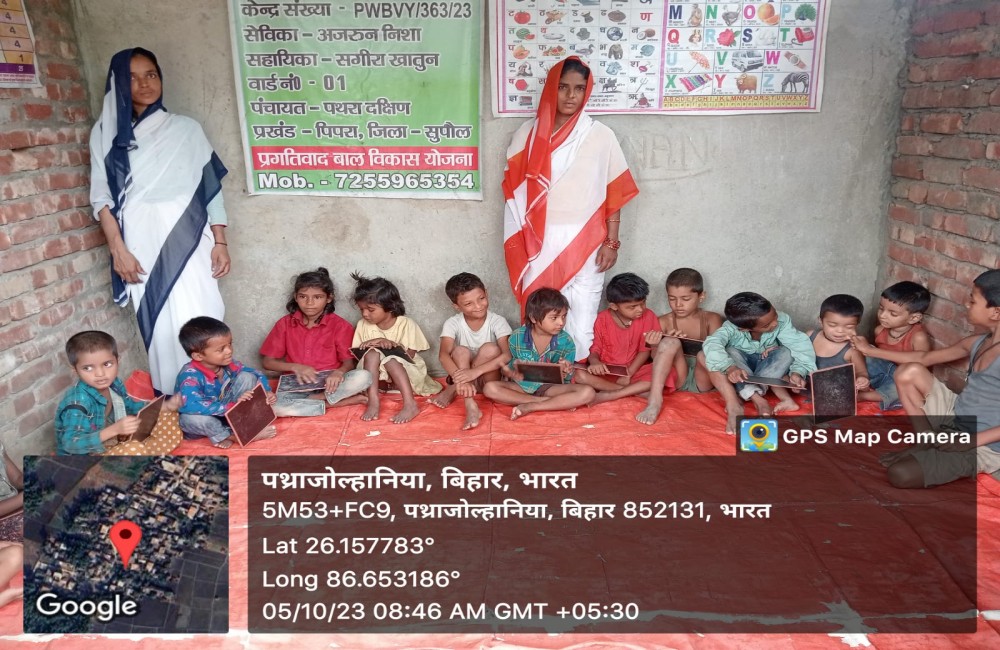 केन्द्र संख्या - PWBVY/363/23
सेविका – अजरुन निशा
सहायिका – सगीरा खातुन
वार्ड नं0 - 01
पंचायत – पथरा दक्षिण
प्रखंड – पिपरा, जिला – सुपौल
प्रगतिवाद बाल विकास योजना
Mob. - 7255965354
M N O P
Q R S T
U V W
X Y
GPS Map Camera
पथ्राजोल्हानिया, बिहार, भारत
5M53+FC9, पथ्राजोल्हानिया, बिहार 852131, भारत
Lat 26.157783°
Long 86.653186°
05/10/23 08:46 AM GMT +05:30
Google